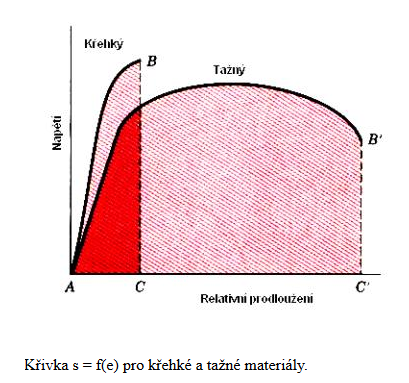 Křehký
B
Tažný
Napětí
B'
A
C
C'
Relativní prodloužení
Křivka s = f(e) pro křehké a tažné materiály.